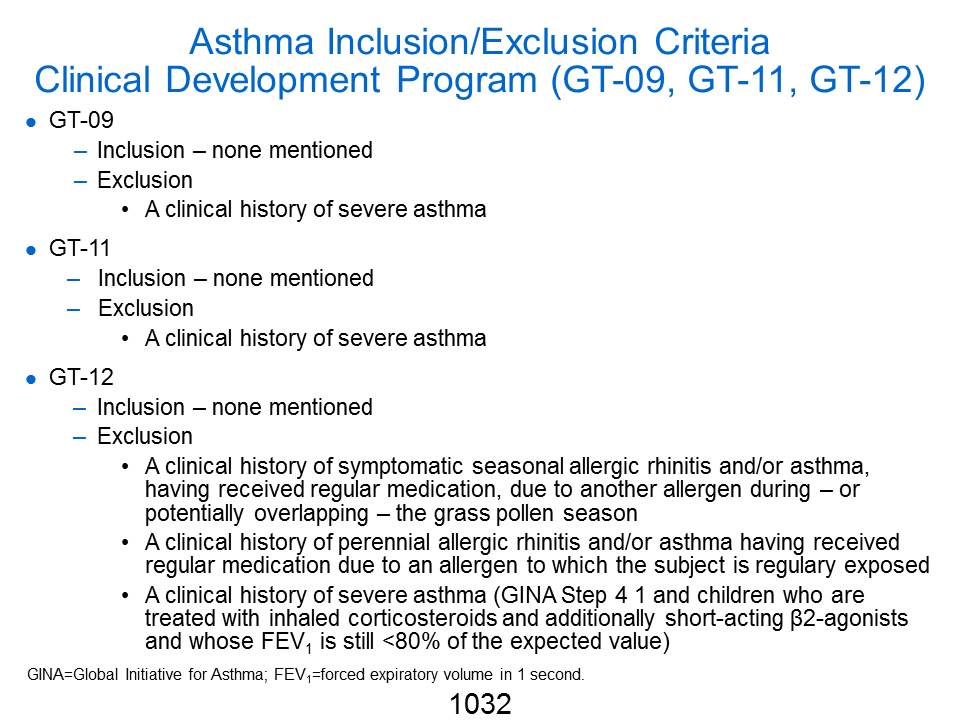 Asthma Inclusion/Exclusion Criteria
Clinical Development Program (GT-09, GT-11, GT-12)
● GT-09
– Inclusion – none mentioned
– Exclusion
• A clinical history of severe asthma
● GT-11
– Inclusion – none mentioned
– Exclusion
• A clinical history of severe asthma
● GT-12
– Inclusion – none mentioned
– Exclusion
• A clinical history of symptomatic seasonal allergic rhinitis and/or asthma,
having received regular medication, due to another allergen during – or
potentially overlapping – the grass pollen season
• A clinical history of perennial allergic rhinitis and/or asthma having received
regular medication due to an allergen to which the subject is regulary exposed
• A clinical history of severe asthma (GINA Step 4 1 and children who are
treated with inhaled corticosteroids and additionally short-acting β2-agonists
and whose FEV1 is still <80% of the expected value)
GINA=Global Initiative for Asthma; FEV1=forced expiratory volume in 1 second.
1032